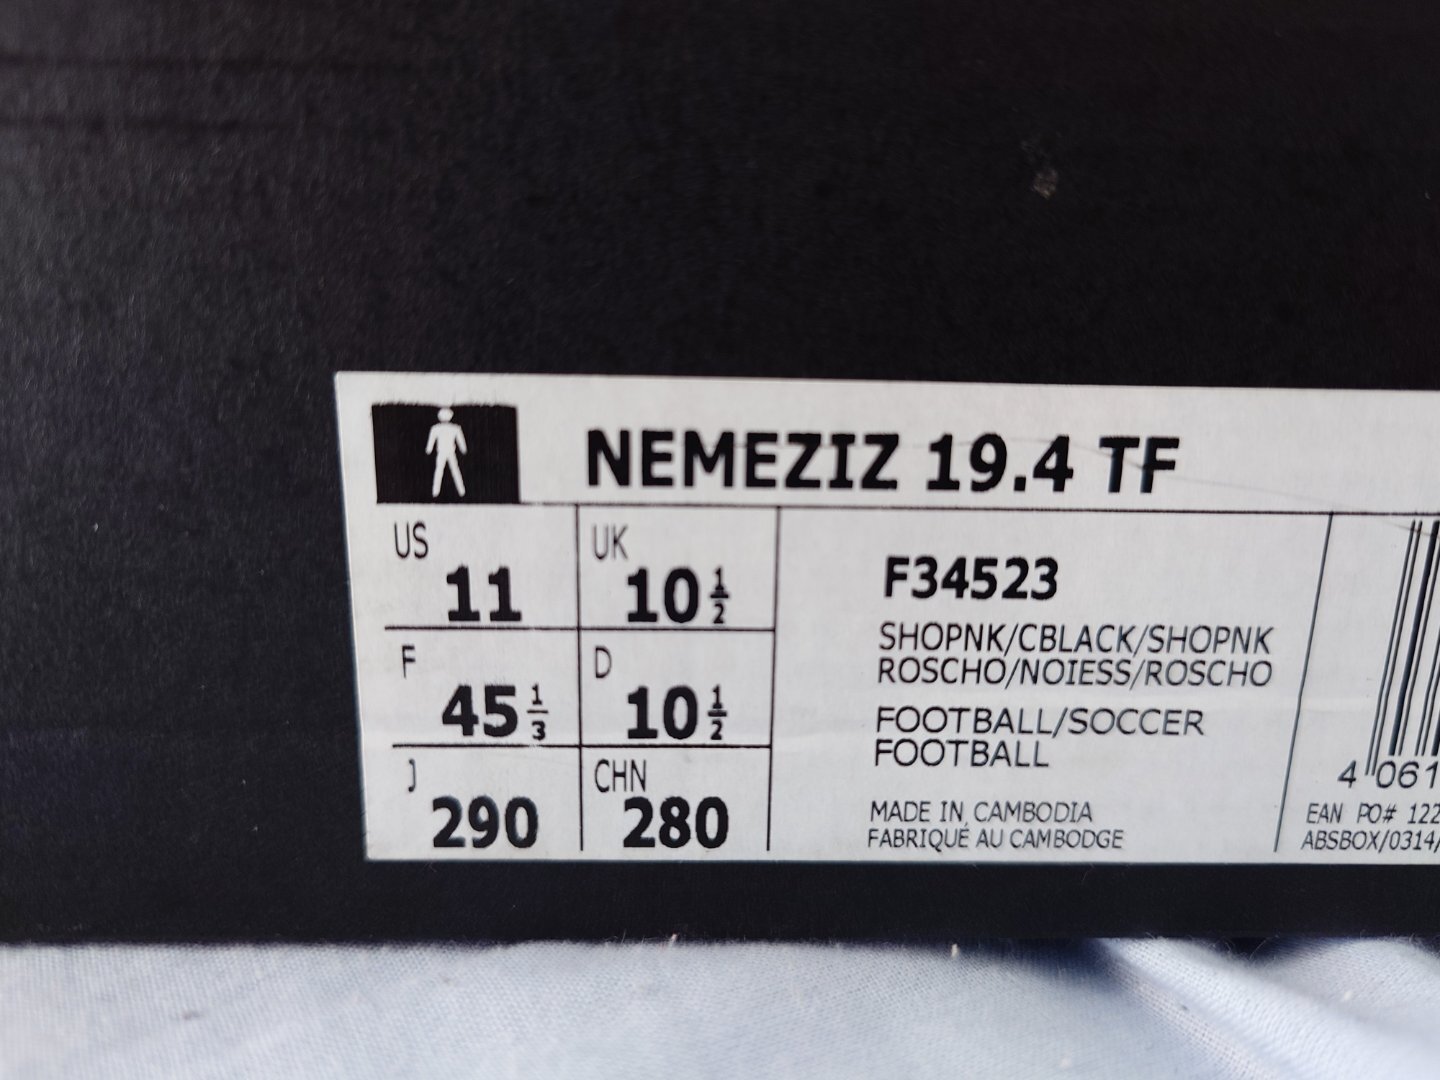 NEMEZIZ 19.4 TF
US
11
UK
10 1/2
F
45 1/3
D
10 1/2
J
290
CHN
280
F34523
SHOPNK/CBLACK/SHOPNK
ROSCHO/NOIESS/ROSCHO
FOOTBALL/SOCCER
FOOTBALL
MADE IN CAMBODIA
FABRIQUÉ AU CAMBODGE
4 061
EAN PO# 122
ABSBOX/0314/